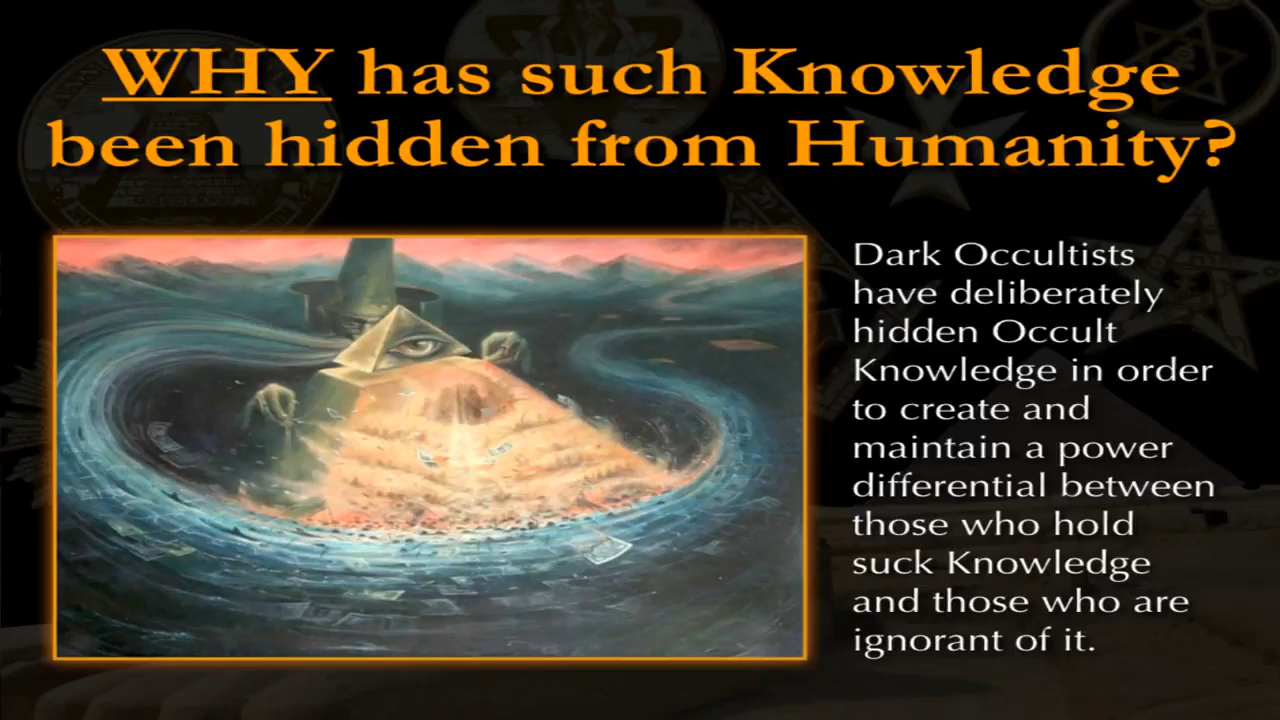 WHY has such Knowledge
been hidden from Humanity?
Dark Occultists
have deliberately
hidden Occult
Knowledge in order
to create and
maintain a power
differential between
those who hold
suck Knowledge
and those who are
ignorant of it.